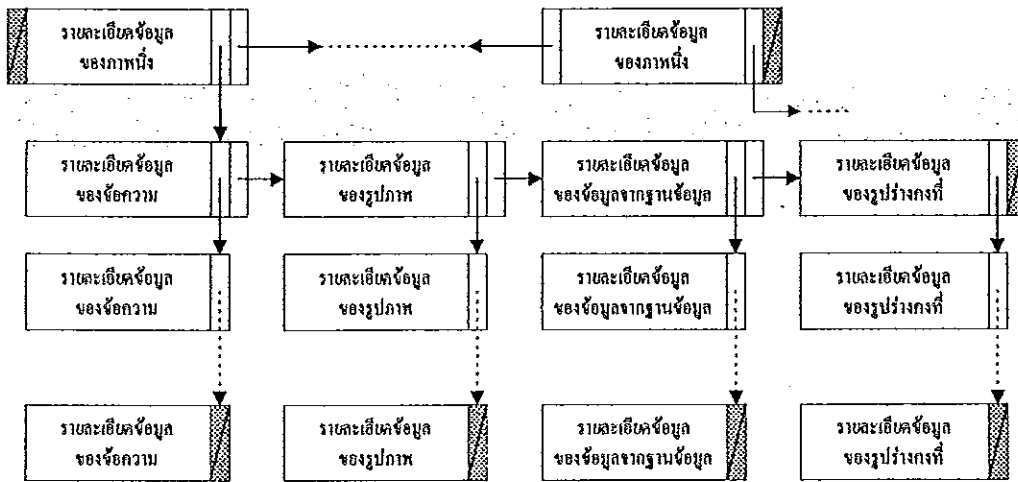 รายละเอียดข้อมูล
ของภาพนิ่ง
รายละเอียดข้อมูล
ของภาพนิ่ง
รายละเอียดข้อมูล
ของข้อความ
รายละเอียดข้อมูล
ของรูปภาพ
รายละเอียดข้อมูล
ของข้อมูลจากฐานข้อมูล
รายละเอียดข้อมูล
ของรูปร่างคงที่
รายละเอียดข้อมูล
ของข้อความ
รายละเอียดข้อมูล
ของรูปภาพ
รายละเอียดข้อมูล
ของข้อมูลจากฐานข้อมูล
รายละเอียดข้อมูล
ของรูปร่างคงที่
รายละเอียดข้อมูล
ของข้อความ
รายละเอียดข้อมูล
ของรูปภาพ
รายละเอียดข้อมูล
ของข้อมูลจากฐานข้อมูล
รายละเอียดข้อมูล
ของรูปร่างคงที่